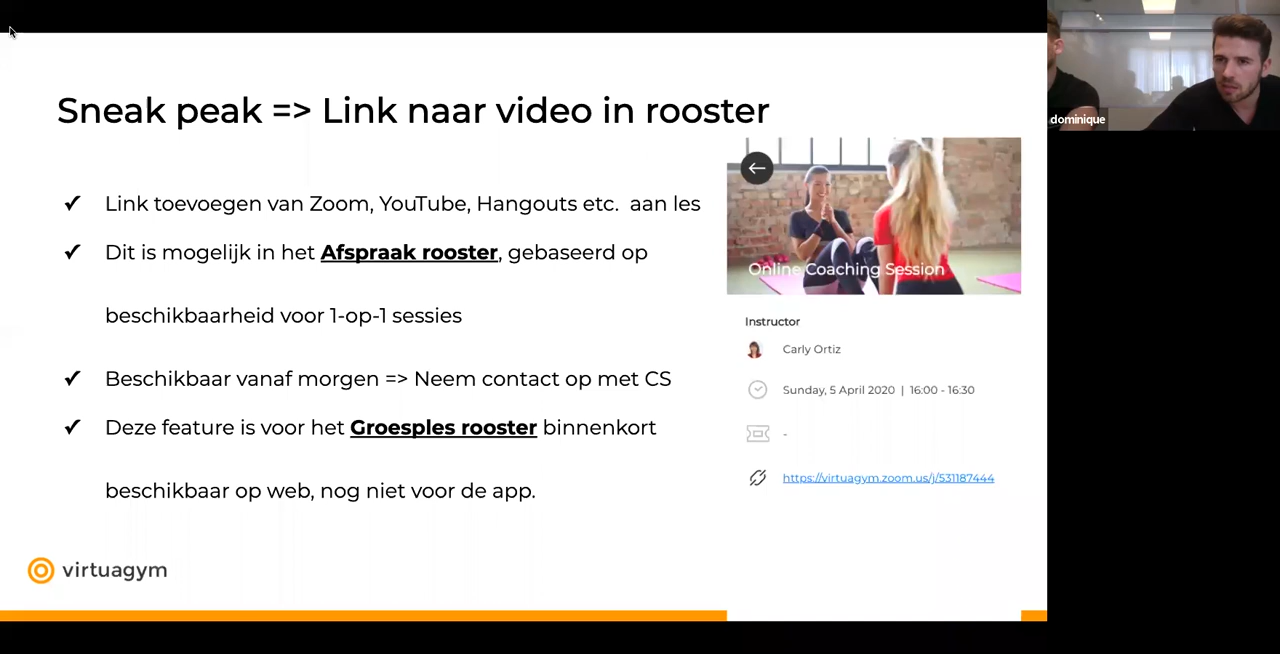 Sneak peak => Link naar video in rooster
✓ Link toevoegen van Zoom, YouTube, Hangouts etc. aan les
✓ Dit is mogelijk in het Afspraak rooster, gebaseerd op
beschikbaarheid voor 1-op-1 sessies
✓ Beschikbaar vanaf morgen => Neem contact op met CS
✓ Deze feature is voor het Groesples rooster binnenkort
beschikbaar op web, nog niet voor de app.
virtuagym
Online Coaching Session
Instructor
Carly Ortiz
Sunday, 5 April 2020 | 16:00 - 16:30
-
https://virtuagym.zoom.us/j/531187444
dominique